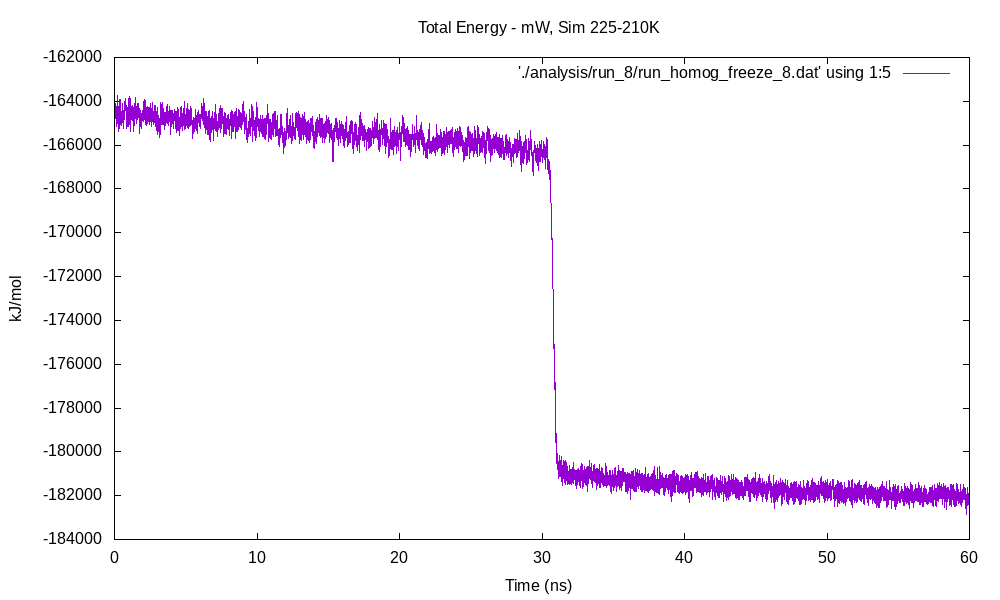 Total Energy - mW, Sim 225-210K
'./analysis/run_8/run_homog_freeze_8.dat' using 1:5
-162000
-164000
-166000
-168000
-170000
-172000
-174000
-176000
-178000
-180000
-182000
-184000
kJ/mol
0 10 20 30 40 50 60
Time (ns)